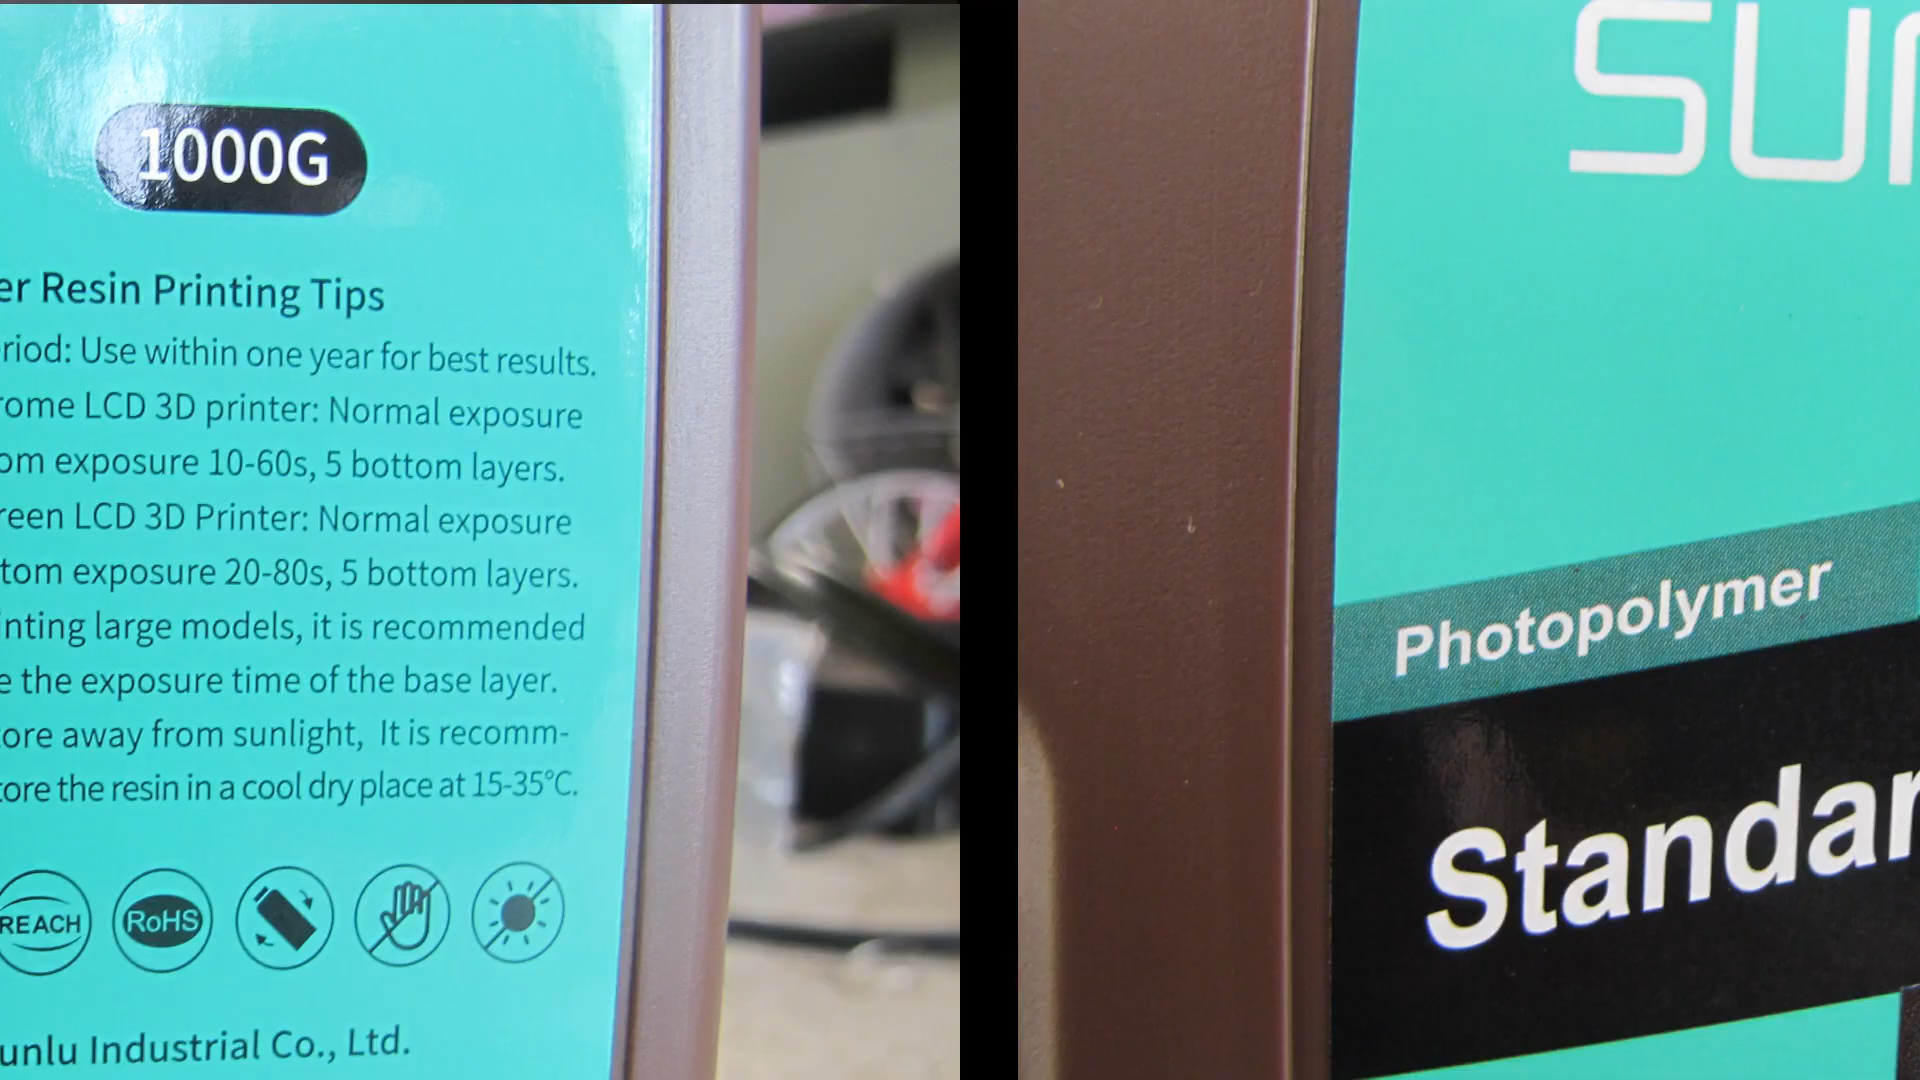 1000G
er Resin Printing Tips
riod: Use within one year for best results.
rome LCD 3D printer: Normal exposure
om exposure 10-60s, 5 bottom layers.
reen LCD 3D Printer: Normal exposure
tom exposure 20-80s, 5 bottom layers.
inting large models, it is recommended
e the exposure time of the base layer.
ore away from sunlight, It is recomm-
tore the resin in a cool dry place at 15-35°C.
REACH RoHS
unlu Industrial Co., Ltd.
SU
Photopolymer
Standar